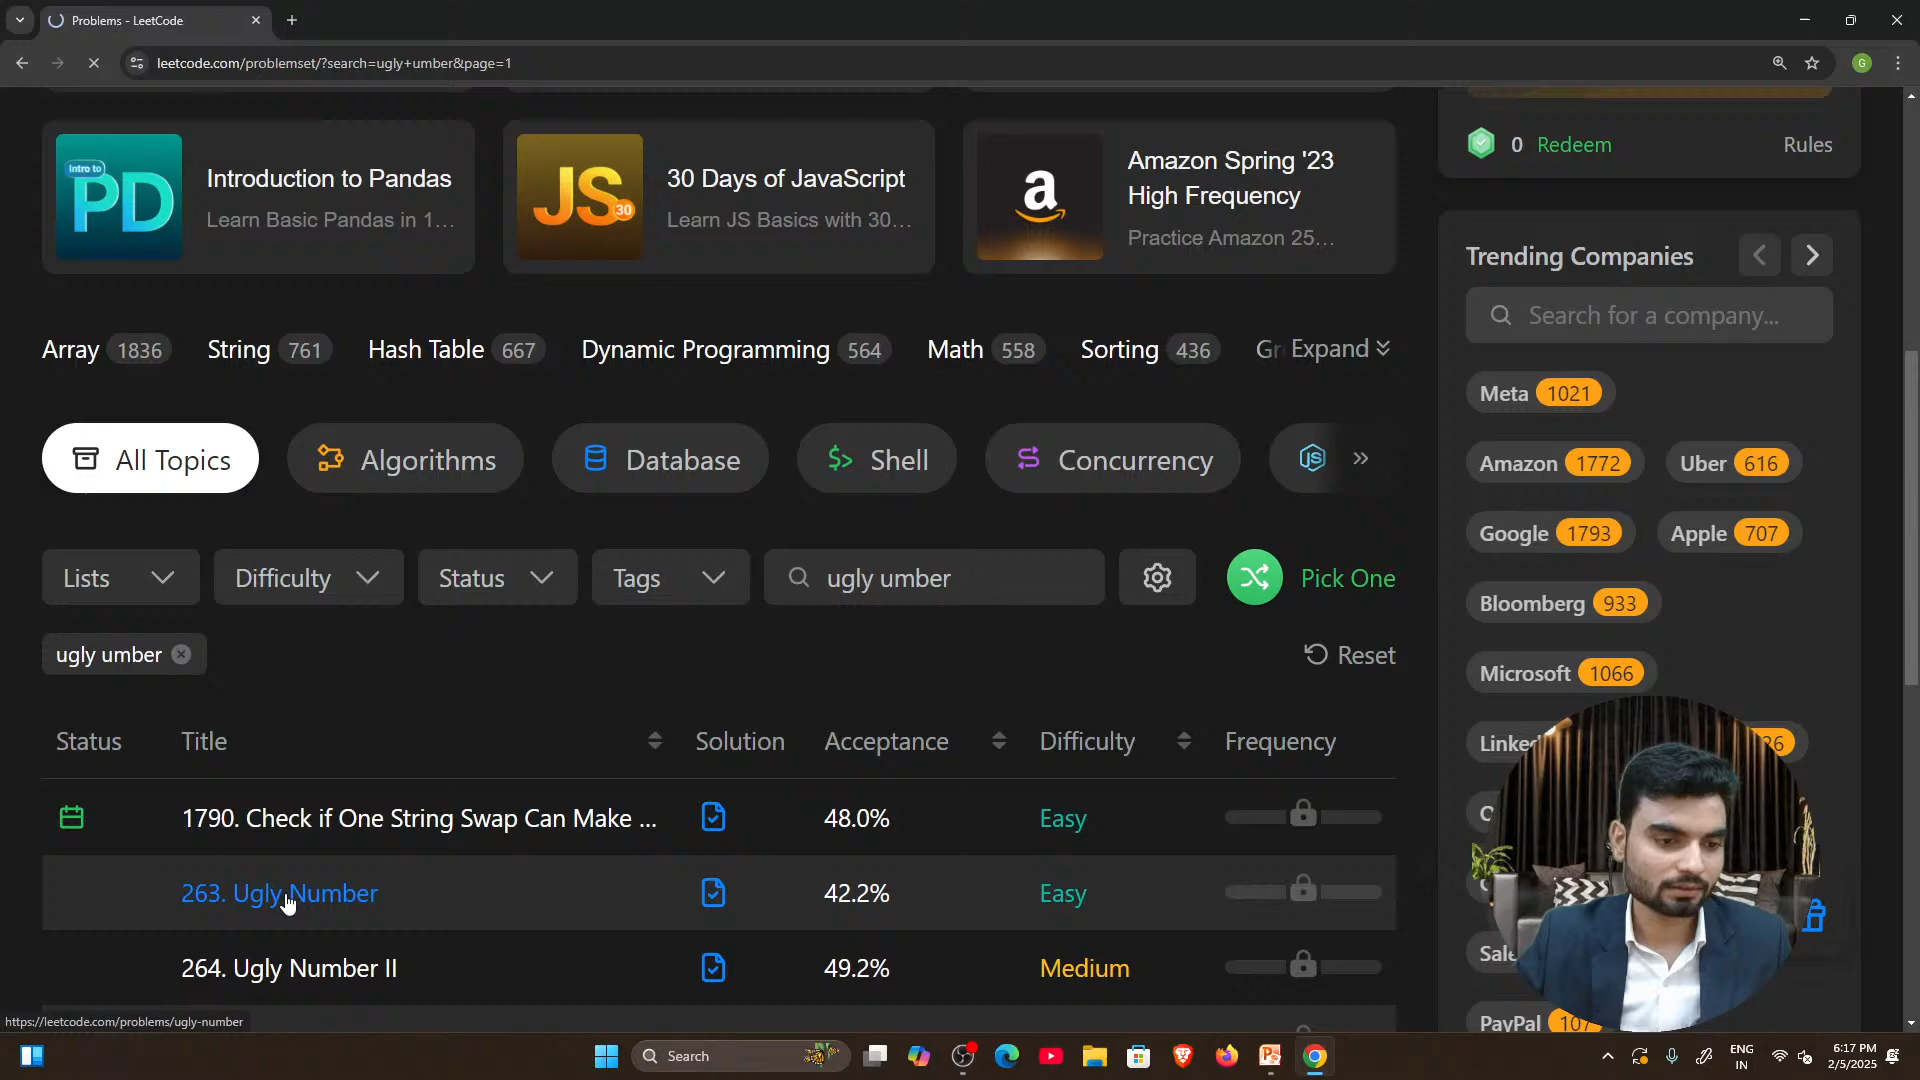 Problems - LeetCode
leetcode.com/problemset/?search=ugly+umber&page=1
G
Intro to
PD
Introduction to Pandas
Learn Basic Pandas in 1...
JS
30
30 Days of JavaScript
Learn JS Basics with 30...
a
Amazon Spring '23
High Frequency
Practice Amazon 25...
0 Redeem
Rules
Trending Companies
Search for a company...
Array 1836
String 761
Hash Table 667
Dynamic Programming 564
Math 558
Sorting 436
Gr
Expand
Meta 1021
All Topics
Algorithms
Database
$> Shell
Concurrency
JS
Amazon 1772
Uber 616
Google 1793
Apple 707
Lists
Difficulty
Status
Tags
ugly umber
Pick One
Bloomberg 933
ugly umber
Reset
Microsoft 1066
Status
Title
Solution
Acceptance
Difficulty
Frequency
1790. Check if One String Swap Can Make ...
48.0%
Easy
263. Ugly Number
42.2%
Easy
264. Ugly Number II
49.2%
Medium
PayPal
https://leetcode.com/problems/ugly-number
Search
ENG
IN
6:17 PM
2/5/2025